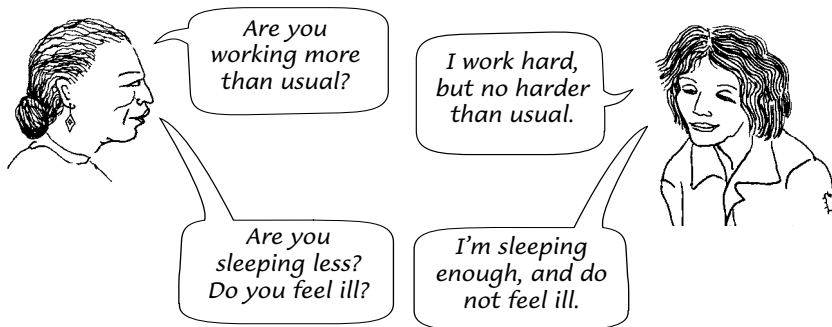 Are you
working more
than usual?
I work hard,
but no harder
than usual.
Are you
sleeping less?
Do you feel ill?
I'm sleeping
enough, and do
not feel ill.